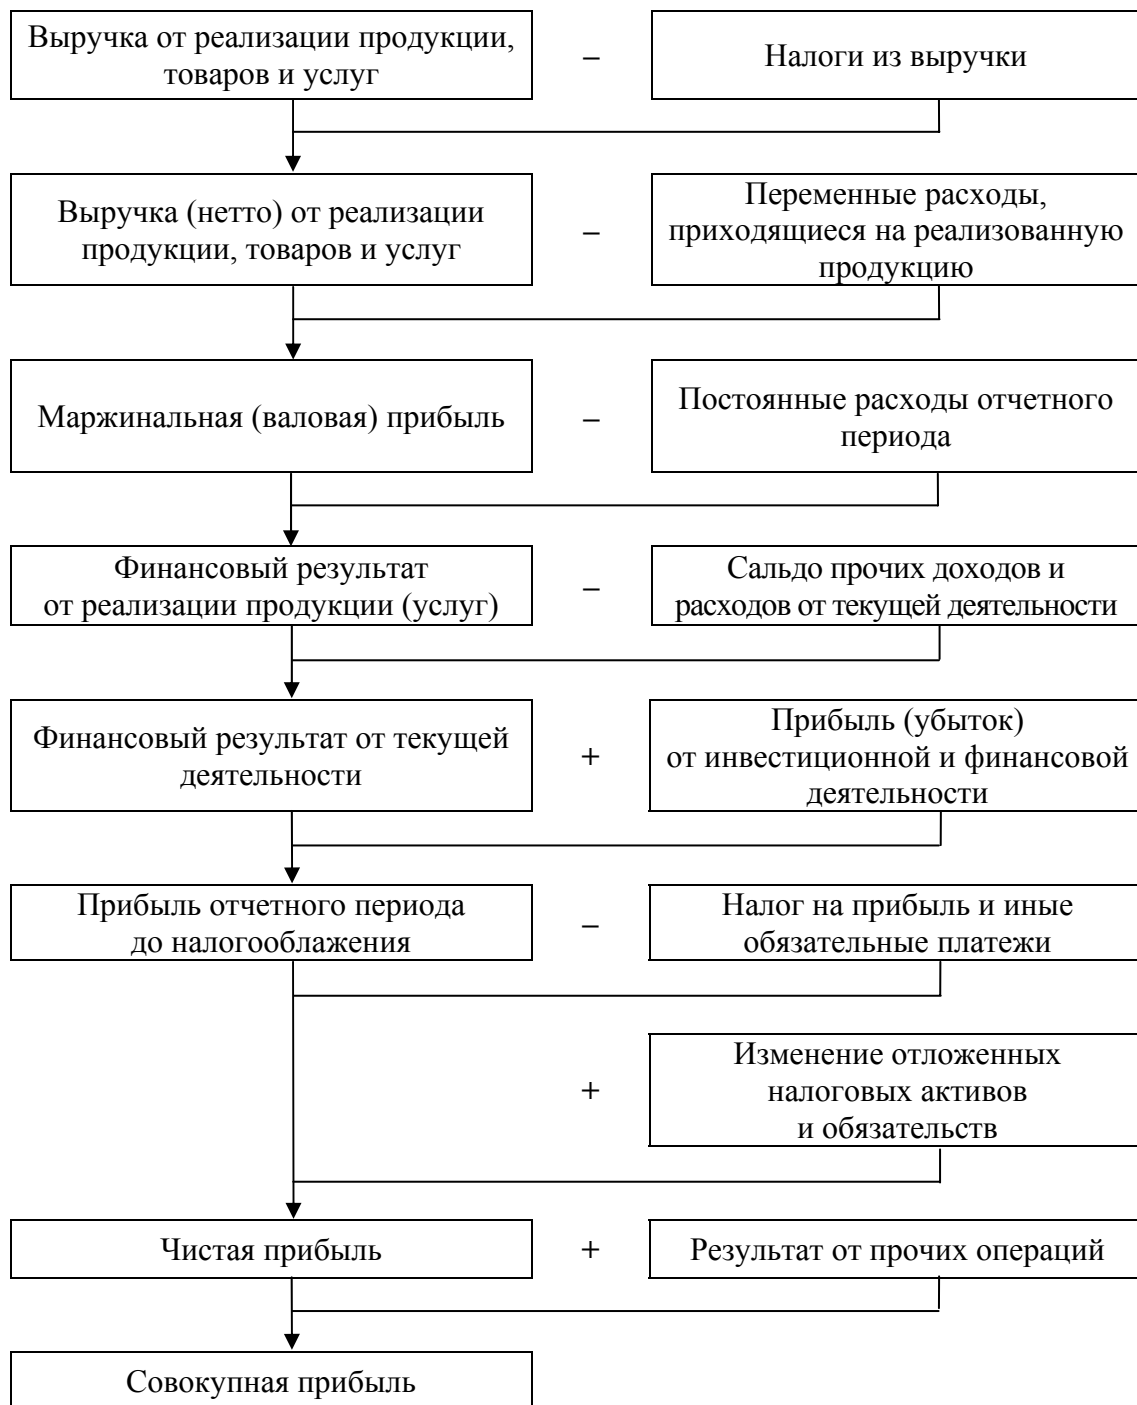 Выручка от реализации продукции,
товаров и услуг
–
Налоги из выручки
Выручка (нетто) от реализации
продукции, товаров и услуг
–
Переменные расходы,
приходящиеся на реализованную
продукцию
Маржинальная (валовая) прибыль
–
Постоянные расходы отчетного
периода
Финансовый результат
от реализации продукции (услуг)
–
Сальдо прочих доходов и
расходов от текущей деятельности
Финансовый результат от текущей
деятельности
+
Прибыль (убыток)
от инвестиционной и финансовой
деятельности
Прибыль отчетного периода
до налогооблажения
–
Налог на прибыль и иные
обязательные платежи
+
Изменение отложенных
налоговых активов
и обязательств
Чистая прибыль
+
Результат от прочих операций
Совокупная прибыль